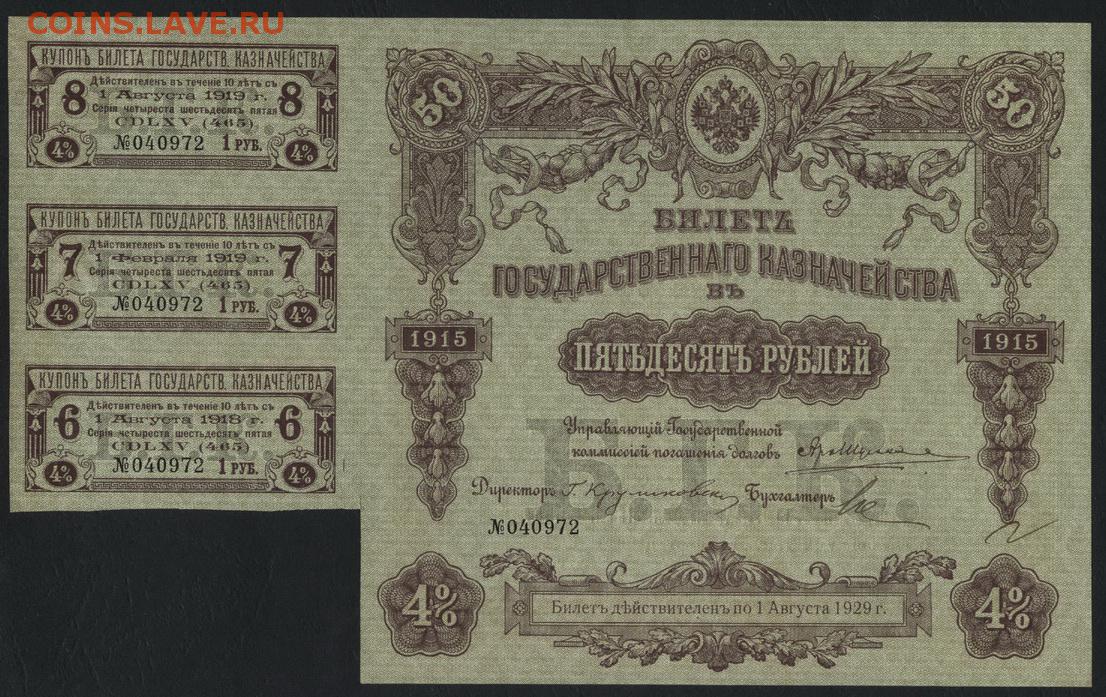 COINS.LAVE.RU
КУПОНЪ БИЛЕТА ГОСУДАРСТВ. КАЗНАЧЕЙСТВА
Дѣйствителенъ въ теченіе 10 лѣтъ съ
8 1 Августа 1919 г. 8
Серія четыреста шестьдесятъ пятая
CDLXV (465)
№040972 1 РУБ.
4% 4%
КУПОНЪ БИЛЕТА ГОСУДАРСТВ. КАЗНАЧЕЙСТВА
Дѣйствителенъ въ теченіе 10 лѣтъ съ
7 1 Февраля 1919 г. 7
Серія четыреста шестьдесятъ пятая
CDLXV (465)
№040972 1 РУБ.
4% 4%
КУПОНЪ БИЛЕТА ГОСУДАРСТВ. КАЗНАЧЕЙСТВА
Дѣйствителенъ въ теченіе 10 лѣтъ съ
6 1 Августа 1918 г. 6
Серія четыреста шестьдесятъ пятая
CDLXV (465)
№040972 1 РУБ.
4% 4%
50 50
БИЛЕТЪ
ГОСУДАРСТВЕННАГО КАЗНАЧЕЙСТВА
ВЪ
1915 1915
ПЯТЬДЕСЯТЪ РУБЛЕЙ
Управляющій Государственной
коммиссіей погашенія долговъ
Директоръ Бухгалтеръ
Б.Г.К.
№040972
4% 4%
Билетъ дѣйствителенъ по 1 Августа 1929 г.